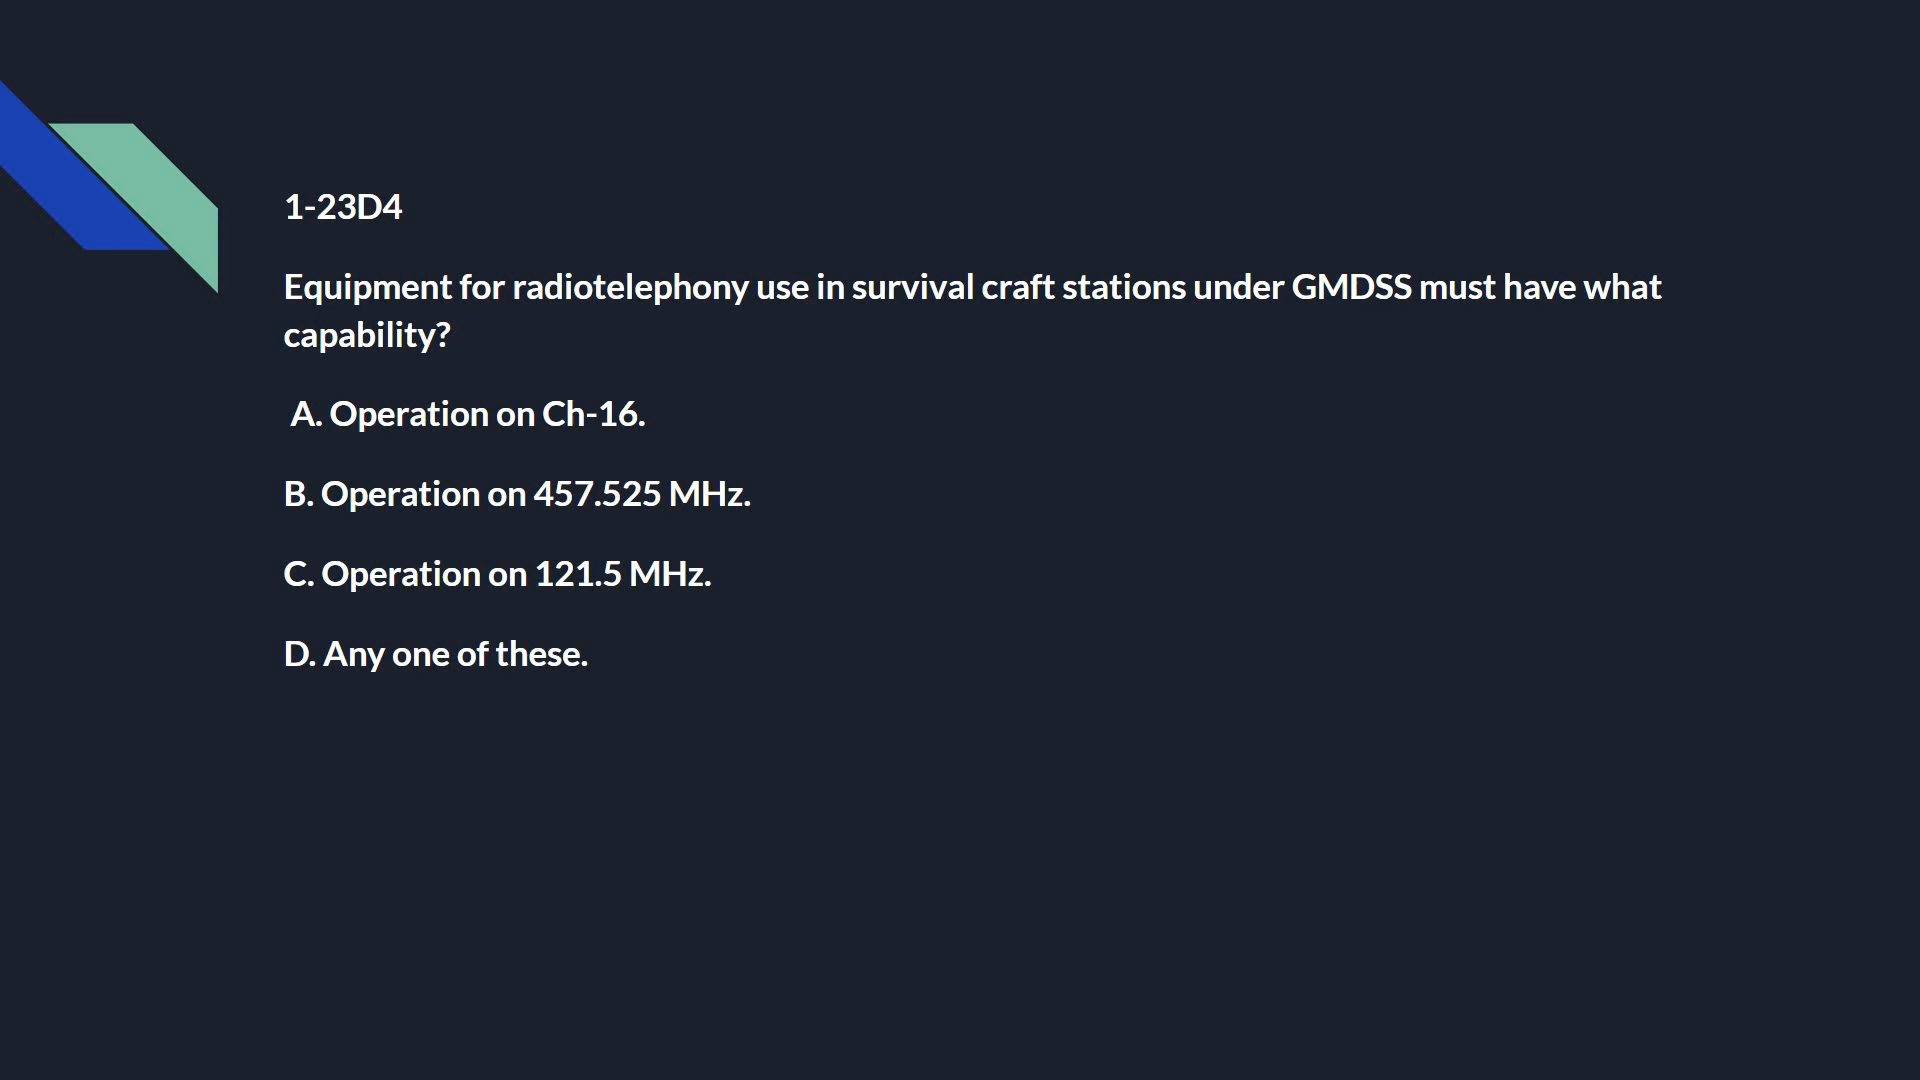 1-23D4
Equipment for radiotelephony use in survival craft stations under GMDSS must have what
capability?
A. Operation on Ch-16.
B. Operation on 457.525 MHz.
C. Operation on 121.5 MHz.
D. Any one of these.